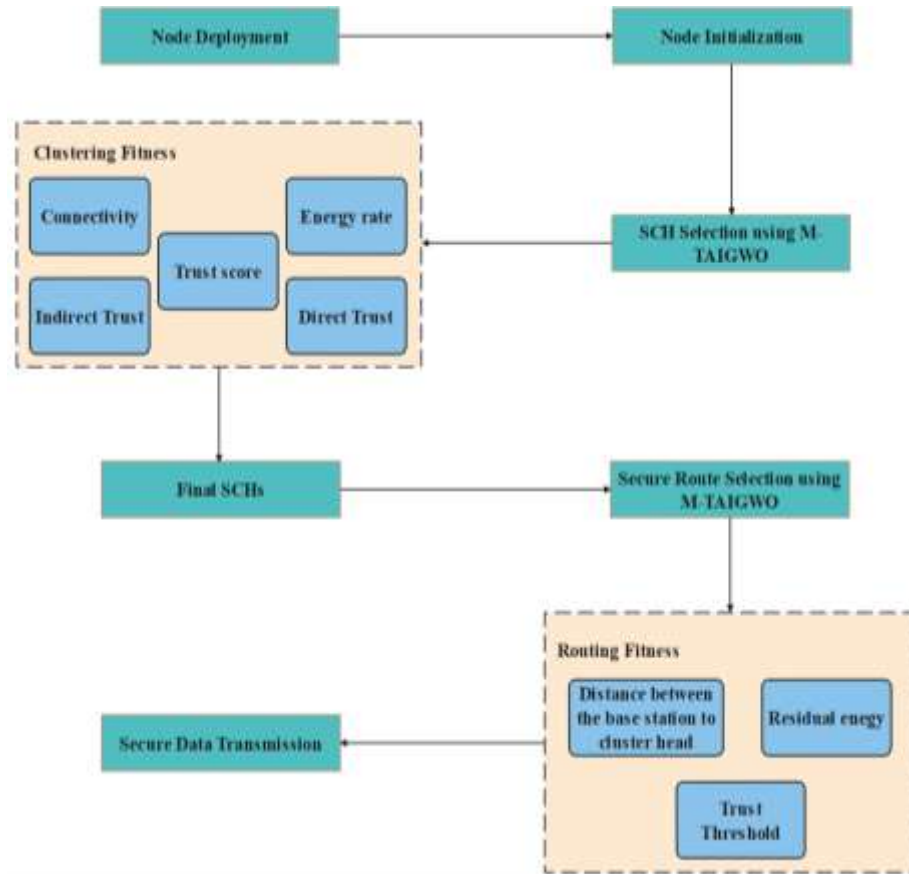 Node Deployment
Node Initialization
Clustering Fitness
Connectivity
Energy rate
Trust score
Indirect Trust
Direct Trust
SCH Selection using M-
TAIGWO
Final SCHs
Secure Route Selection using
M-TAIGWO
Routing Fitness
Distance between
the base station to
cluster head
Residual enegy
Trust
Threshold
Secure Data Transmission